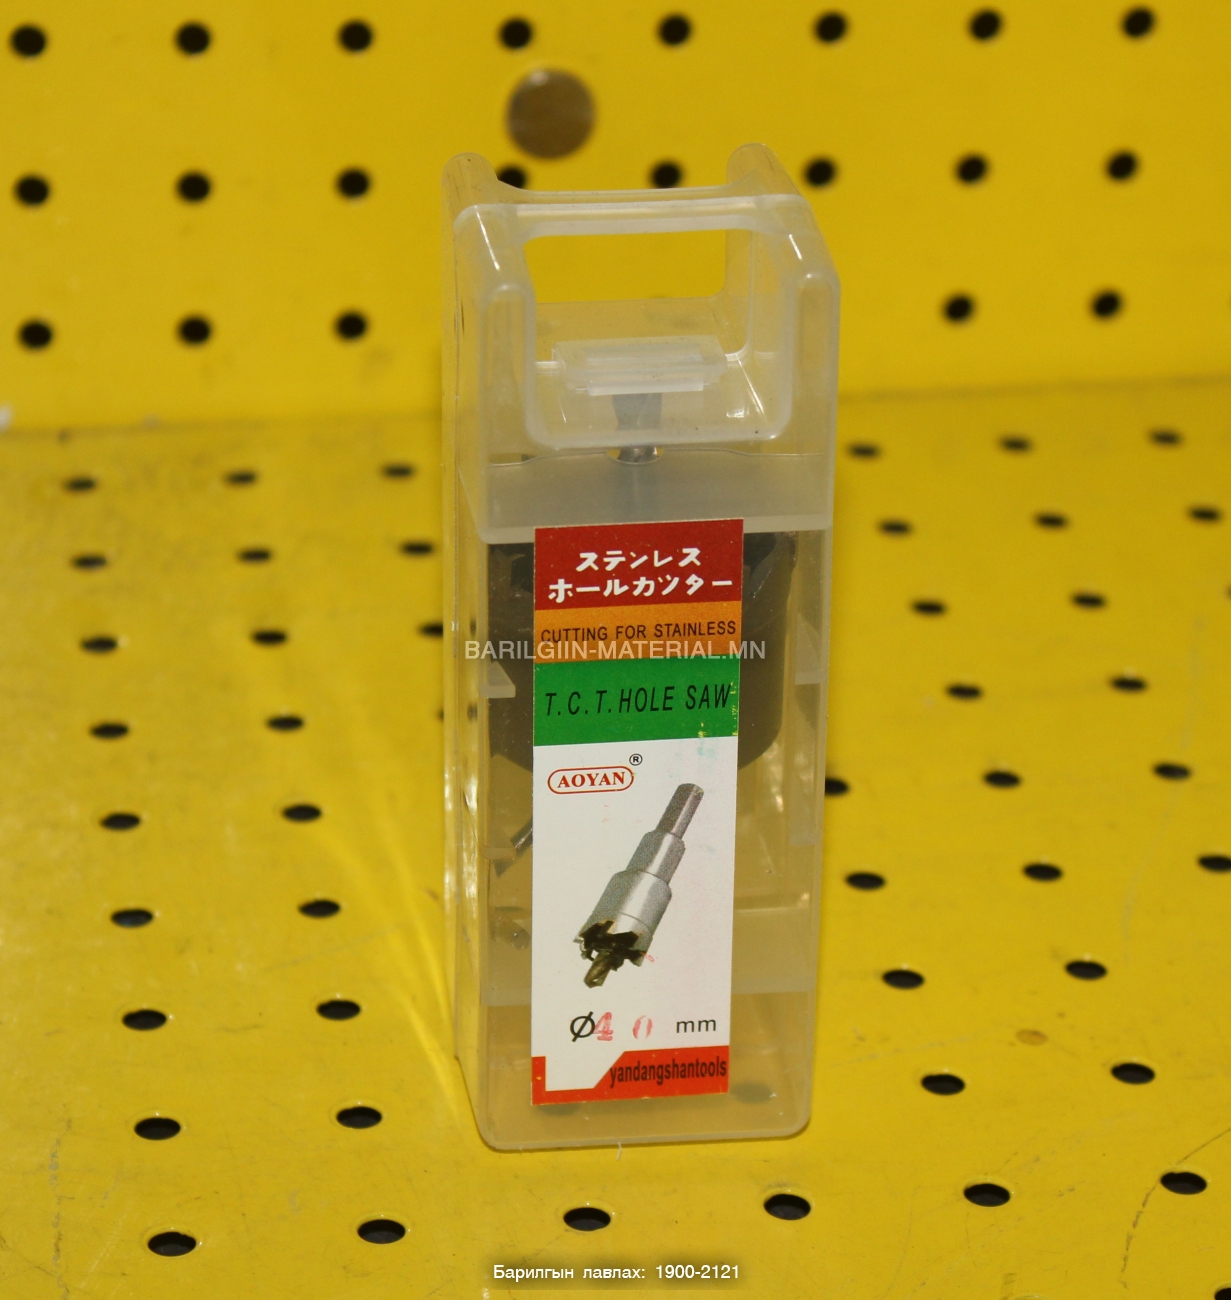 ステンレス
ホールカツター
CUTTING FOR STAINLESS
BARILGIIN-MATERIAL.MN
T.C.T. HOLE SAW
AOYAN®
Ø40 mm
yandangshantools
Барилгын лавлах: 1900-2121